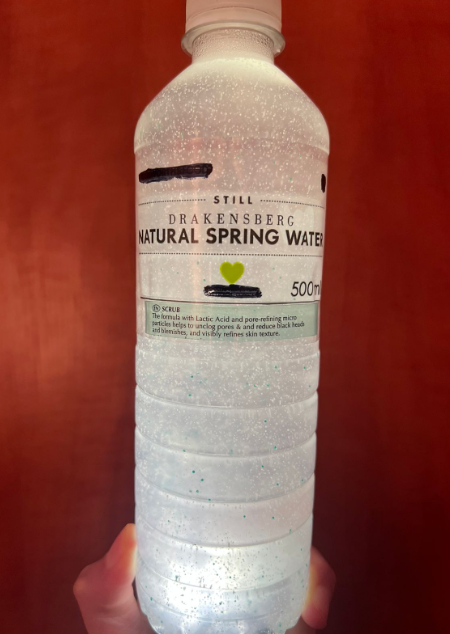 STILL
DRAKENSBERG
NATURAL SPRING WATER
500m
EN SCRUB
The formula with Lactic Acid and pore-refining micro
particles helps to unclog pores & and reduce black heads
and blemishes, and visibly refines skin texture.